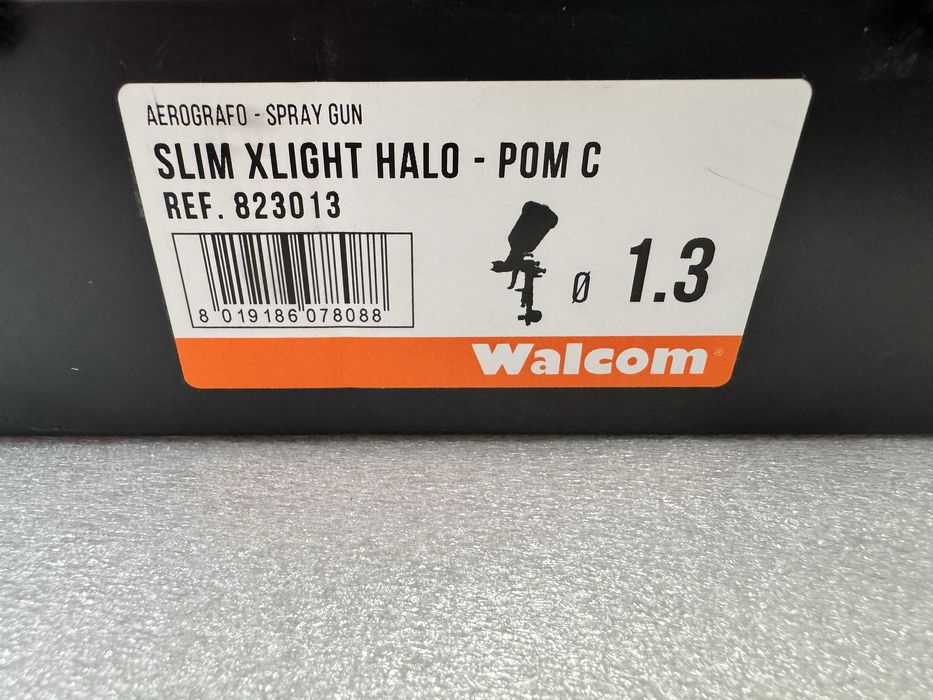 AEROGRAFO - SPRAY GUN
SLIM XLIGHT HALO - POM C
REF. 823013
Ø 1.3
8 019186 078088
Walcom®